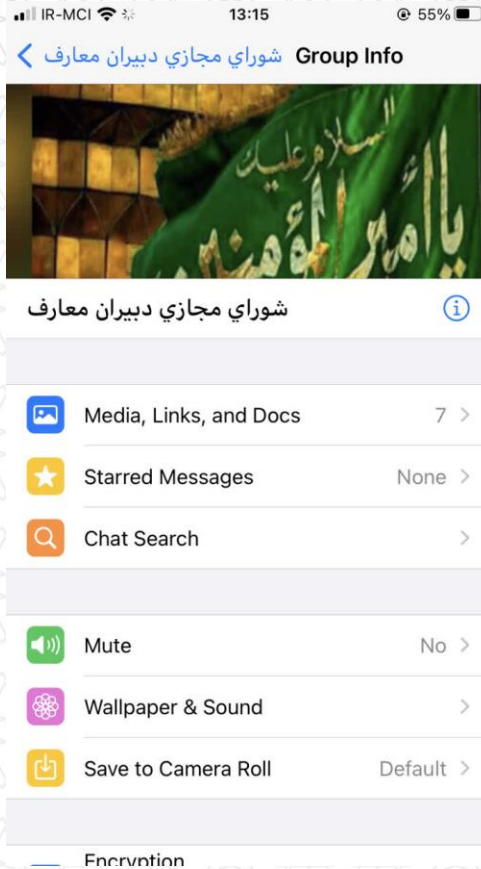 IR-MCI 13:15 55%
شوراي مجازي دبيران معارف Group Info
السلام عليك
يا أمير المؤمنين
شوراي مجازي دبيران معارف
Media, Links, and Docs 7
Starred Messages None
Chat Search
Mute No
Wallpaper & Sound
Save to Camera Roll Default
Encryption